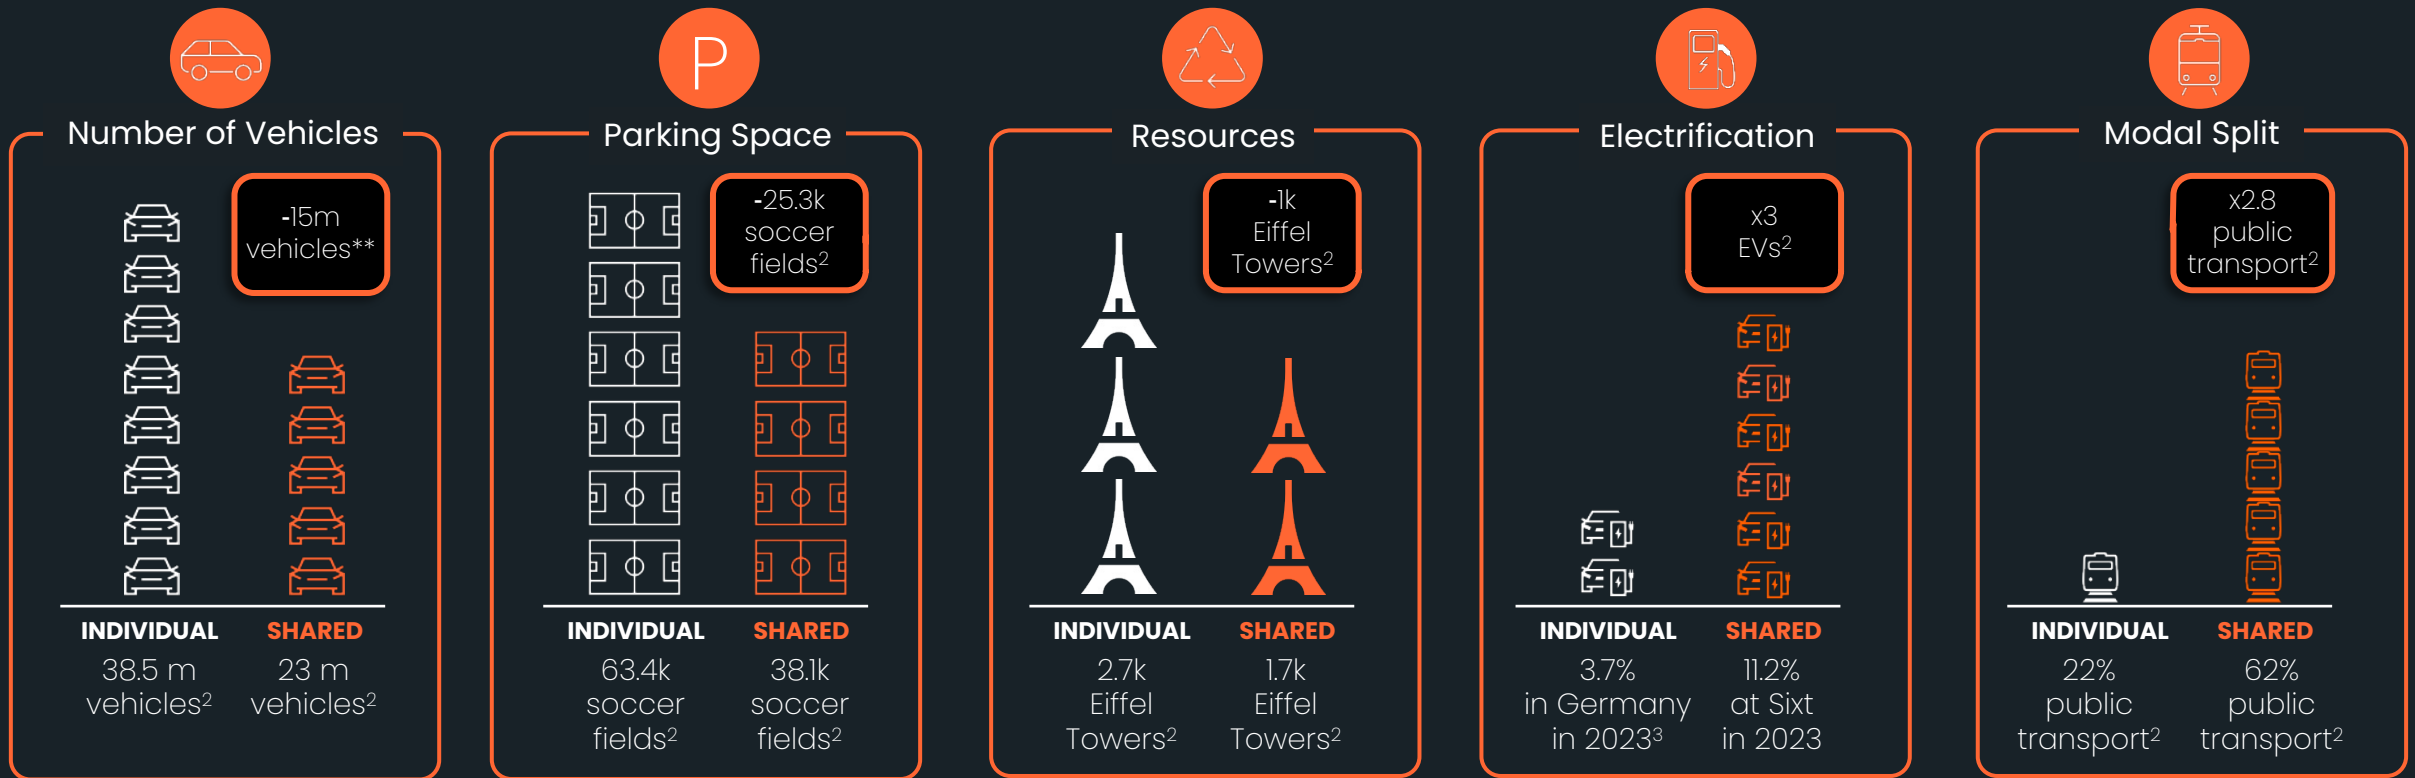 P
Number of Vehicles
-15m
vehicles**
INDIVIDUAL
SHARED
38.5 m
vehicles²
23 m
vehicles²
Parking Space
-25.3k
soccer
fields²
INDIVIDUAL
SHARED
63.4k
soccer
fields²
38.1k
soccer
fields²
Resources
-1k
Eiffel
Towers²
INDIVIDUAL
SHARED
2.7k
Eiffel
Towers²
1.7k
Eiffel
Towers²
Electrification
x3
EVs²
INDIVIDUAL
SHARED
3.7%
in Germany
in 2023³
11.2%
at Sixt
in 2023
Modal Split
x2.8
public
transport²
INDIVIDUAL
SHARED
22%
public
transport²
62%
public
transport²